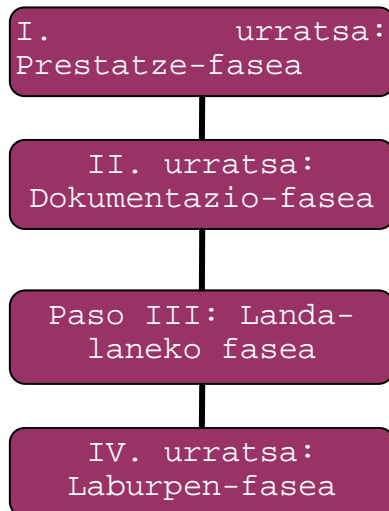 I. urratsa:
Prestatze-fasea
II. urratsa:
Dokumentazio-fasea
Paso III: Landa-
laneko fasea
IV. urratsa:
Laburpen-fasea